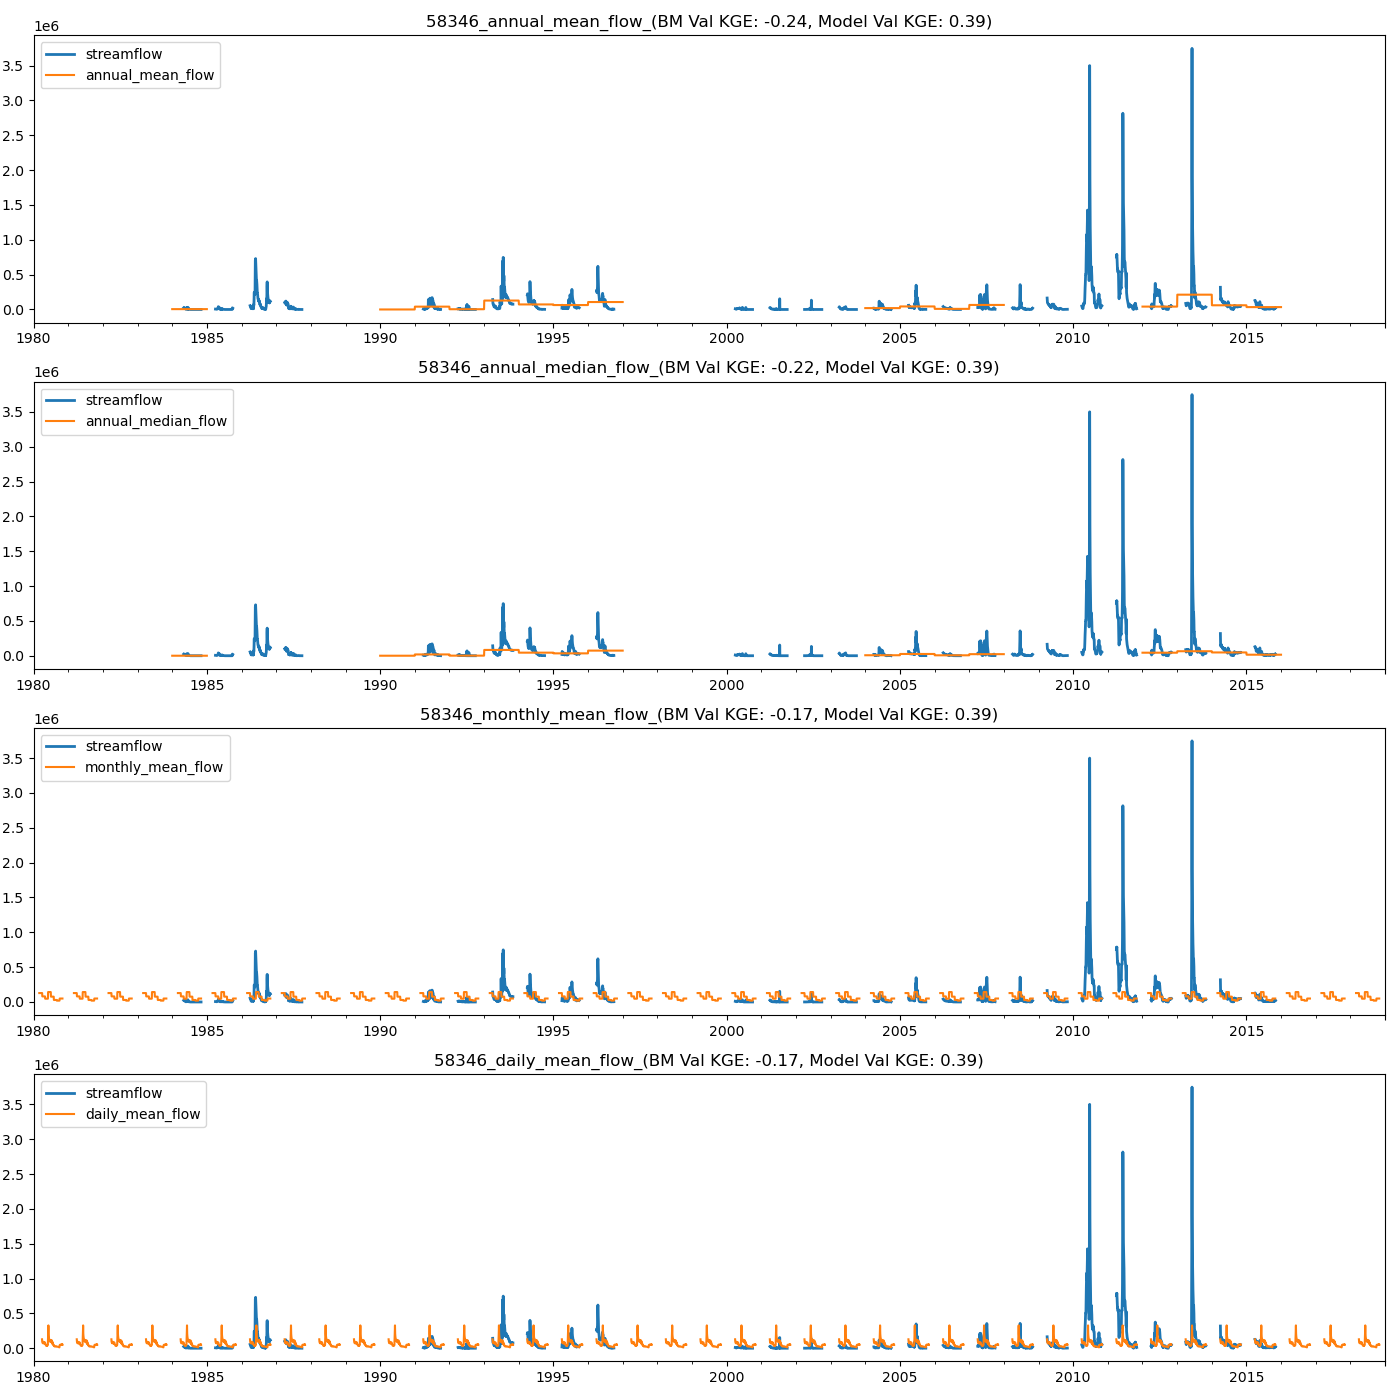 58346_annual_mean_flow_(BM Val KGE: -0.24, Model Val KGE: 0.39)
1e6
streamflow
annual_mean_flow
3.5
3.0
2.5
2.0
1.5
1.0
0.5
0.0
1980 1985 1990 1995 2000 2005 2010 2015
58346_annual_median_flow_(BM Val KGE: -0.22, Model Val KGE: 0.39)
1e6
streamflow
annual_median_flow
3.5
3.0
2.5
2.0
1.5
1.0
0.5
0.0
1980 1985 1990 1995 2000 2005 2010 2015
58346_monthly_mean_flow_(BM Val KGE: -0.17, Model Val KGE: 0.39)
1e6
streamflow
monthly_mean_flow
3.5
3.0
2.5
2.0
1.5
1.0
0.5
0.0
1980 1985 1990 1995 2000 2005 2010 2015
58346_daily_mean_flow_(BM Val KGE: -0.17, Model Val KGE: 0.39)
1e6
streamflow
daily_mean_flow
3.5
3.0
2.5
2.0
1.5
1.0
0.5
0.0
1980 1985 1990 1995 2000 2005 2010 2015